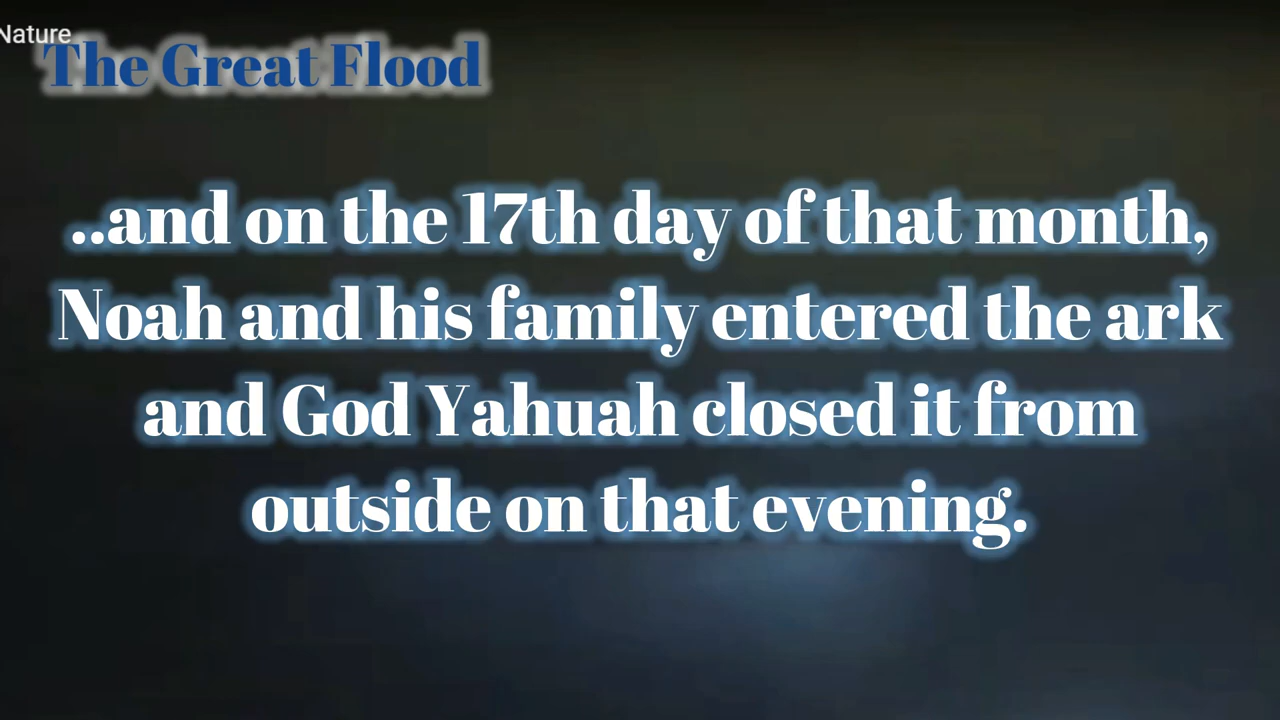 Nature
The Great Flood
..and on the 17th day of that month,
Noah and his family entered the ark
and God Yahuah closed it from
outside on that evening.